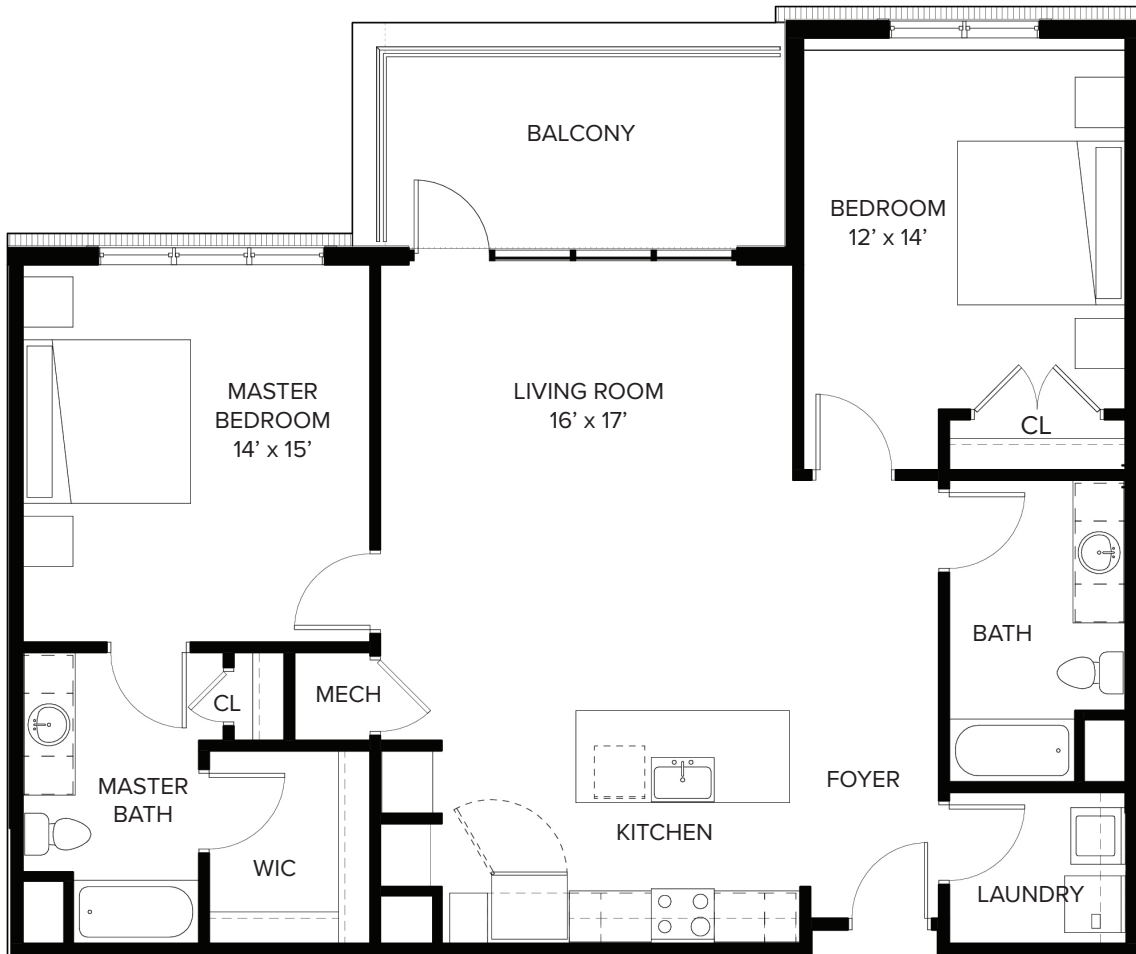 BALCONY
BEDROOM
12’ x 14’
MASTER
BEDROOM
14’ x 15’
LIVING ROOM
16’ x 17’
CL
BATH
CL
MECH
MASTER
BATH
FOYER
KITCHEN
WIC
LAUNDRY